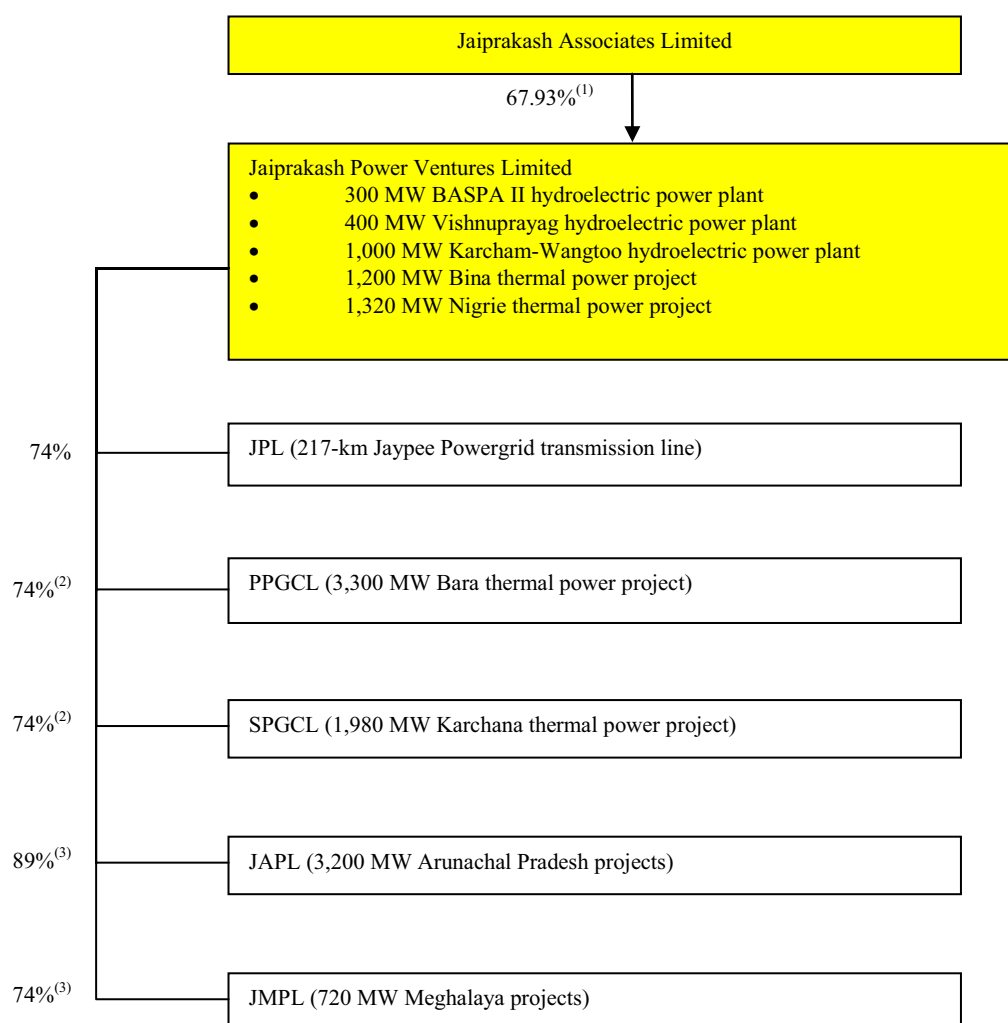 Jaiprakash Associates Limited
67.93%(1)
Jaiprakash Power Ventures Limited
• 300 MW BASPA II hydroelectric power plant
• 400 MW Vishnuprayag hydroelectric power plant
• 1,000 MW Karcham-Wangtoo hydroelectric power plant
• 1,200 MW Bina thermal power project
• 1,320 MW Nigrie thermal power project
74% JPL (217-km Jaypee Powergrid transmission line)
74%(2) PPGCL (3,300 MW Bara thermal power project)
74%(2) SPGCL (1,980 MW Karchana thermal power project)
89%(3) JAPL (3,200 MW Arunachal Pradesh projects)
74%(3) JMPL (720 MW Meghalaya projects)